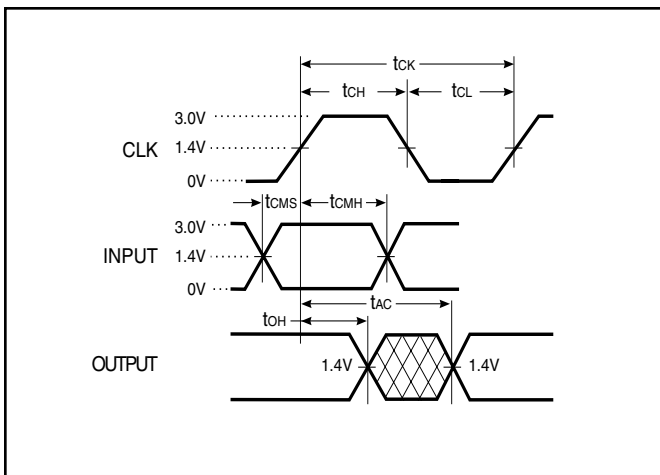 tCK
tCH tCL
3.0V
CLK 1.4V
0V
tCMS tCMH
3.0V
INPUT 1.4V
0V
tAC
tOH
OUTPUT 1.4V 1.4V